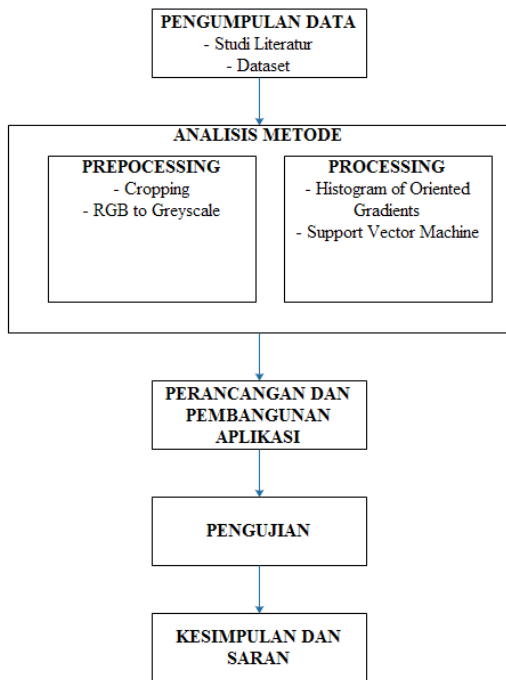 PENGUMPULAN DATA
- Studi Literatur
- Dataset
ANALISIS METODE
PREPOCESSING
- Cropping
- RGB to Greyscale
PROCESSING
- Histogram of Oriented
Gradients
- Support Vector Machine
PERANCANGAN DAN
PEMBANGUNAN
APLIKASI
PENGUJIAN
KESIMPULAN DAN
SARAN